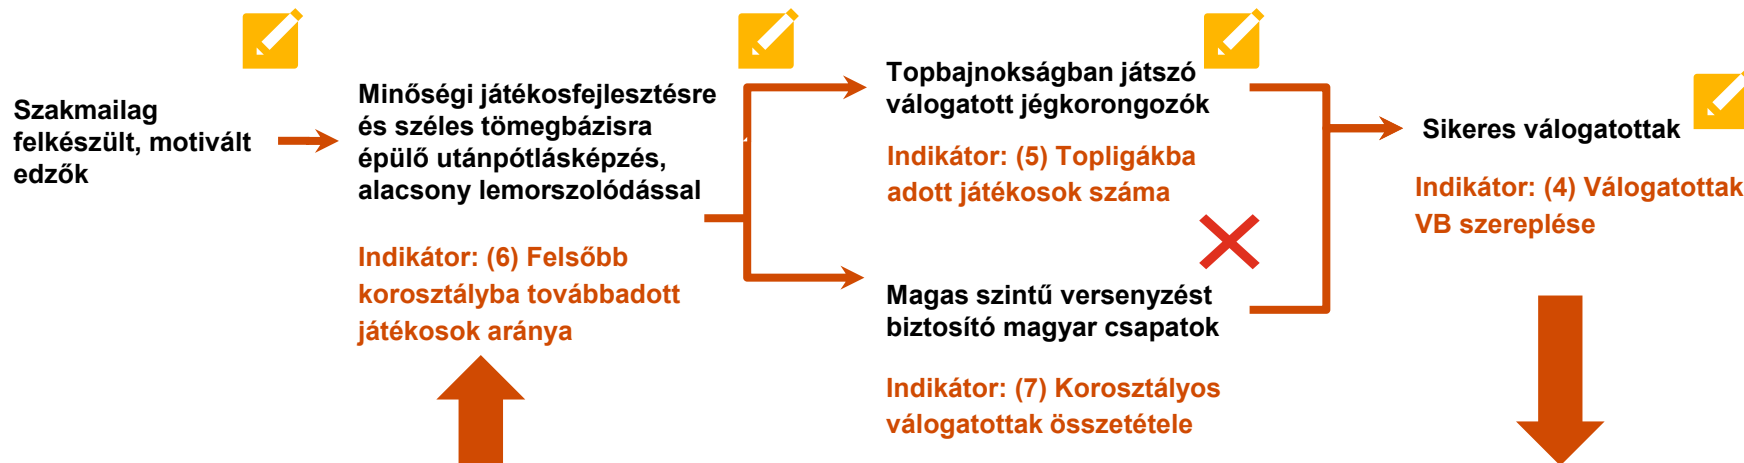 Szakmailag
felkészült, motivált
edzők
Minőségi játékosfejlesztésre
és széles tömegbázisra
épülő utánpótlásképzés,
alacsony lemorszolódással
Indikátor: (6) Felsőbb
korosztályba továbbadott
játékosok aránya
Topbajnokságban játszó
válogatott jégkorongozók
Indikátor: (5) Topligákba
adott játékosok száma
Magas szintű versenyzést
biztosító magyar csapatok
Indikátor: (7) Korosztályos
válogatottak összetétele
Sikeres válogatottak
Indikátor: (4) Válogatottak
VB szereplése